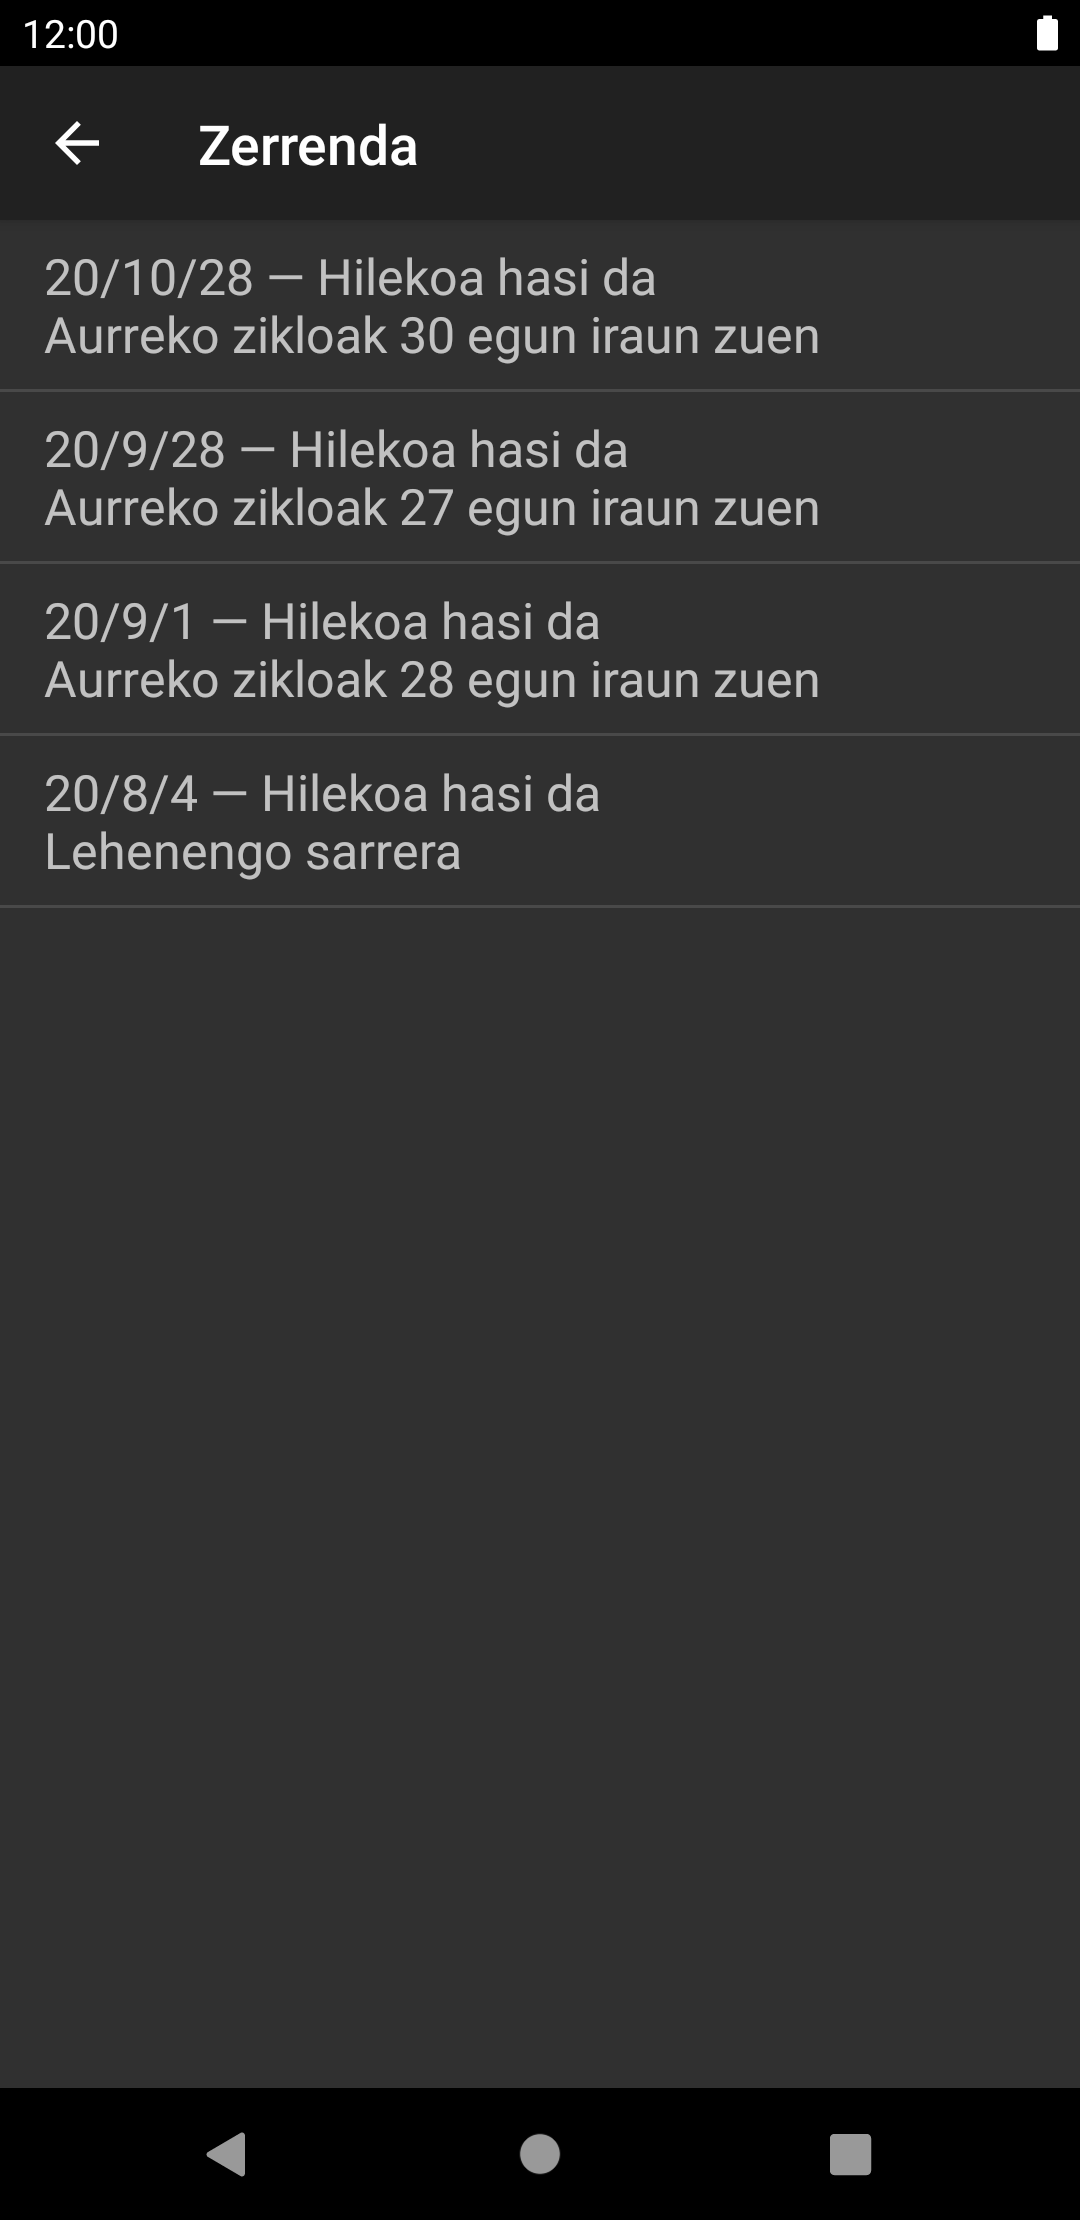 12:00
Zerrenda
20/10/28 — Hilekoa hasi da
Aurreko zikloak 30 egun iraun zuen
20/9/28 — Hilekoa hasi da
Aurreko zikloak 27 egun iraun zuen
20/9/1 — Hilekoa hasi da
Aurreko zikloak 28 egun iraun zuen
20/8/4 — Hilekoa hasi da
Lehenengo sarrera